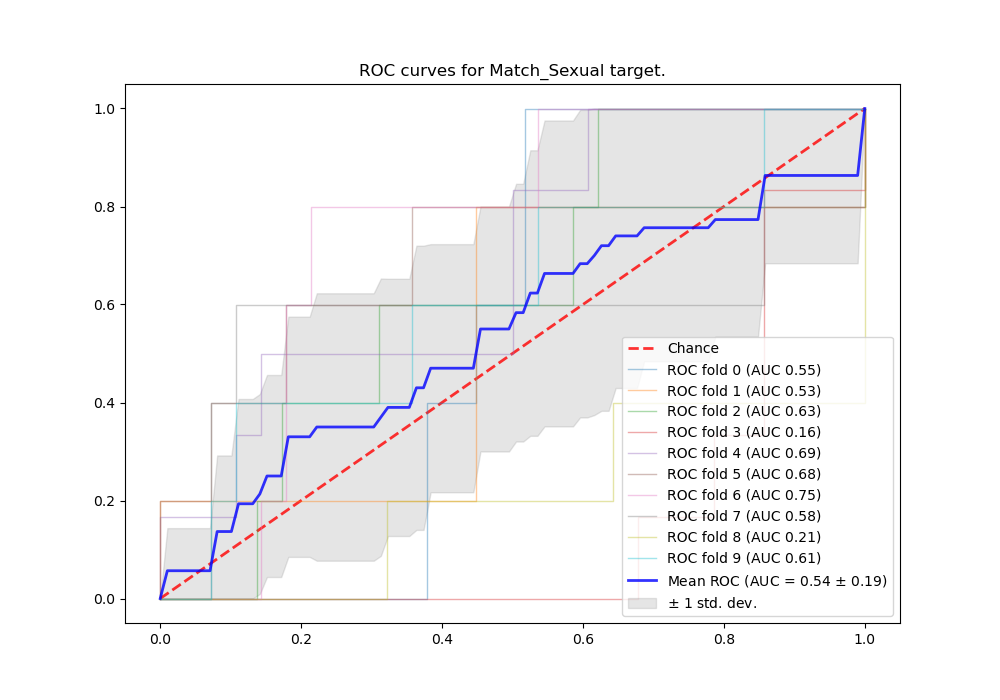 ROC curves for Match_Sexual target.
1.0
0.8
0.6
0.4
0.2
0.0
0.0
0.2
0.4
0.6
0.8
1.0
Chance
ROC fold 0 (AUC 0.55)
ROC fold 1 (AUC 0.53)
ROC fold 2 (AUC 0.63)
ROC fold 3 (AUC 0.16)
ROC fold 4 (AUC 0.69)
ROC fold 5 (AUC 0.68)
ROC fold 6 (AUC 0.75)
ROC fold 7 (AUC 0.58)
ROC fold 8 (AUC 0.21)
ROC fold 9 (AUC 0.61)
Mean ROC (AUC = 0.54 ± 0.19)
± 1 std. dev.